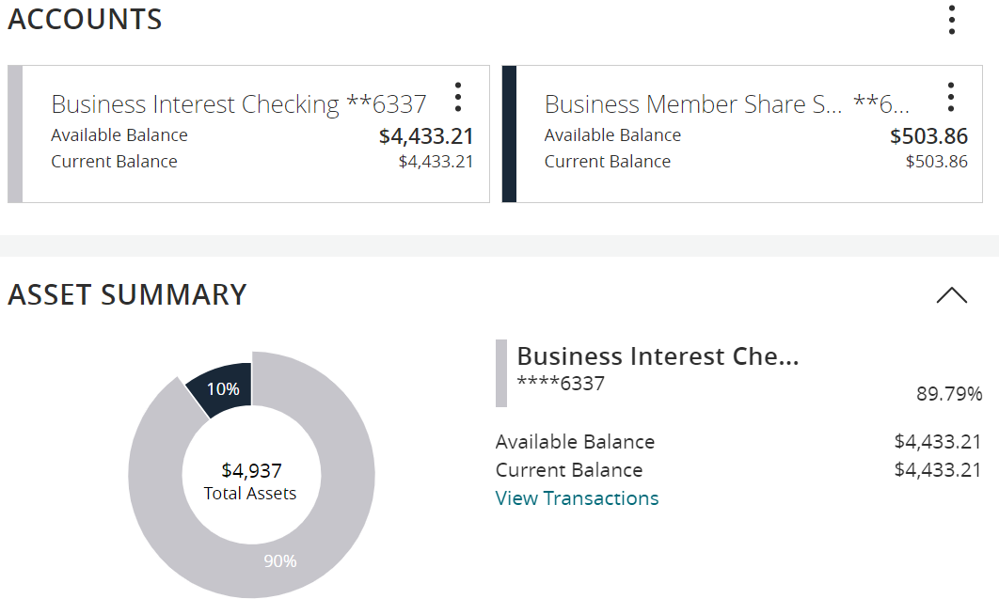 ACCOUNTS
Business Interest Checking **6337
Available Balance $4,433.21
Current Balance $4,433.21
Business Member Share S... **6...
Available Balance $503.86
Current Balance $503.86
ASSET SUMMARY
10%
$4,937
Total Assets
90%
Business Interest Che...
****6337
89.79%
Available Balance $4,433.21
Current Balance $4,433.21
View Transactions